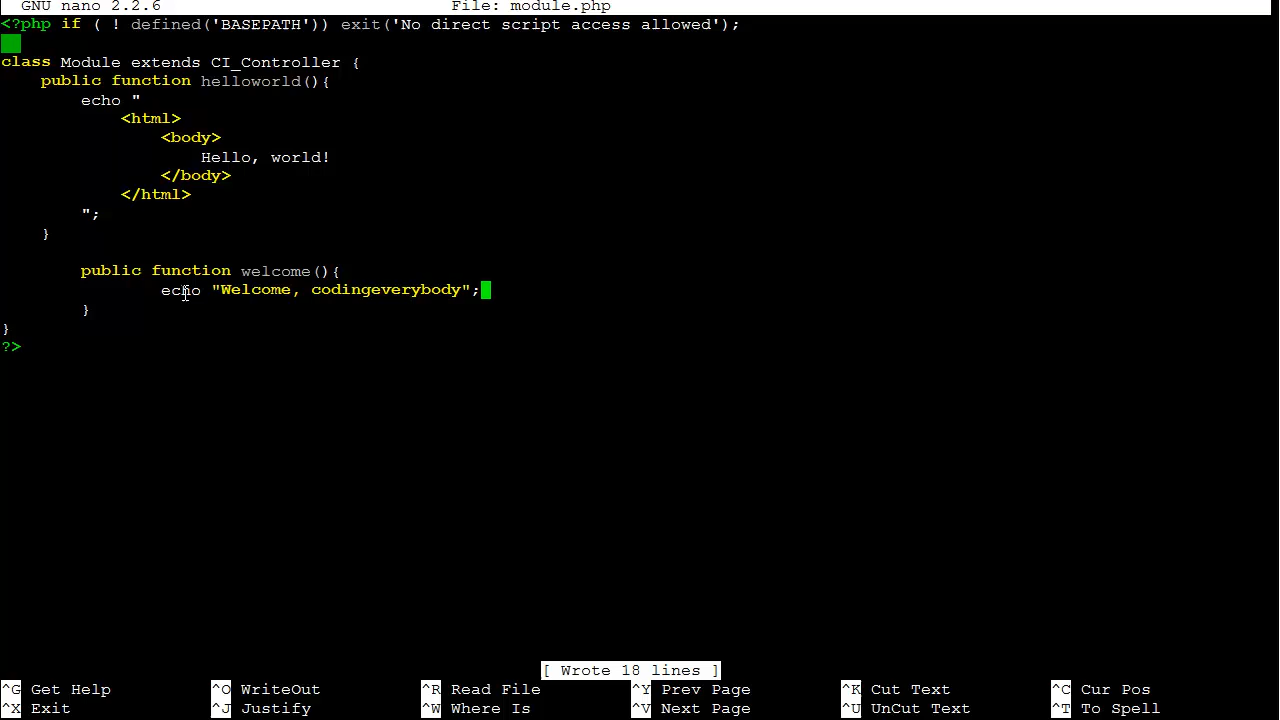 GNU nano 2.2.6 File: module.php
<?php if ( ! defined('BASEPATH')) exit('No direct script access allowed');
class Module extends CI_Controller {
public function helloworld(){
echo "
<html>
<body>
Hello, world!
</body>
</html>
";
}
public function welcome(){
echo "Welcome, codingeverybody";
}
}
?>
[ Wrote 18 lines ]
^G Get Help ^O WriteOut ^R Read File ^Y Prev Page ^K Cut Text ^C Cur Pos
^X Exit ^J Justify ^W Where Is ^V Next Page ^U UnCut Text ^T To Spell